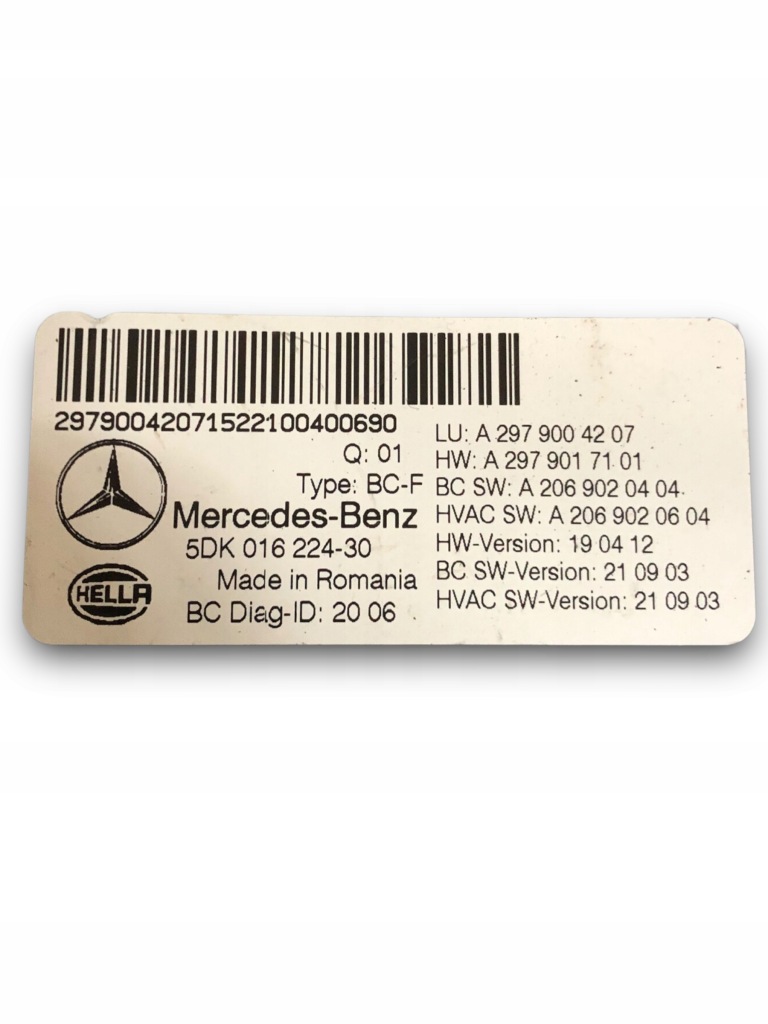 29790042071522100400690
Q: 01
Type: BC-F
Mercedes-Benz
5DK 016 224-30
Made in Romania
HELLA
BC Diag-ID: 20 06
LU: A 297 900 42 07
HW: A 297 901 71 01
BC SW: A 206 902 04 04
HVAC SW: A 206 902 06 04
HW-Version: 19 04 12
BC SW-Version: 21 09 03
HVAC SW-Version: 21 09 03